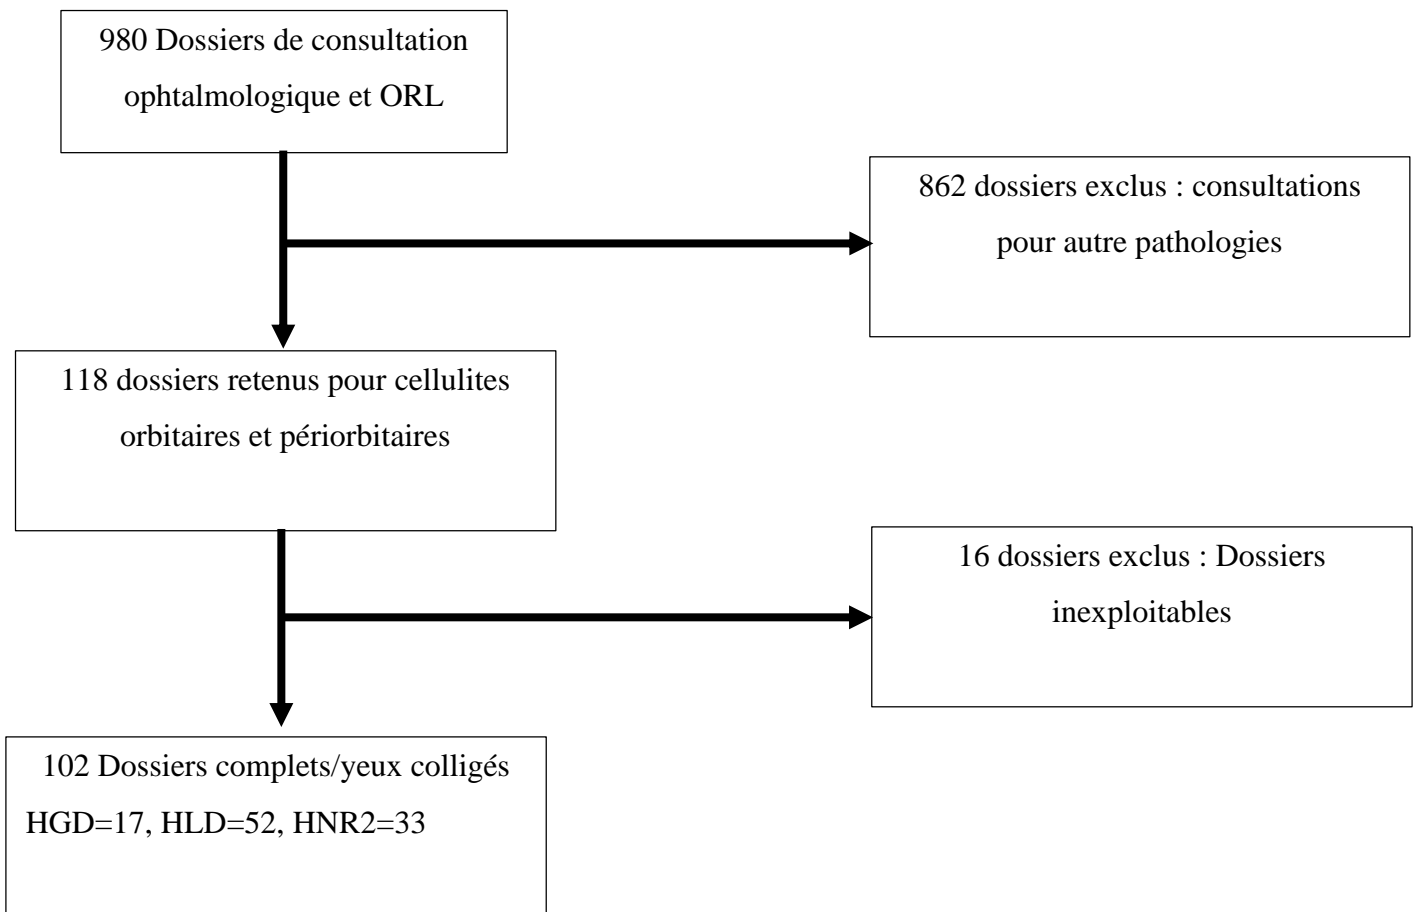 980 Dossiers de consultation
ophtalmologique et ORL
862 dossiers exclus : consultations
pour autre pathologies
118 dossiers retenus pour cellulites
orbitaires et périorbitaires
16 dossiers exclus : Dossiers
inexploitables
102 Dossiers complets/yeux colligés
HGD=17, HLD=52, HNR2=33